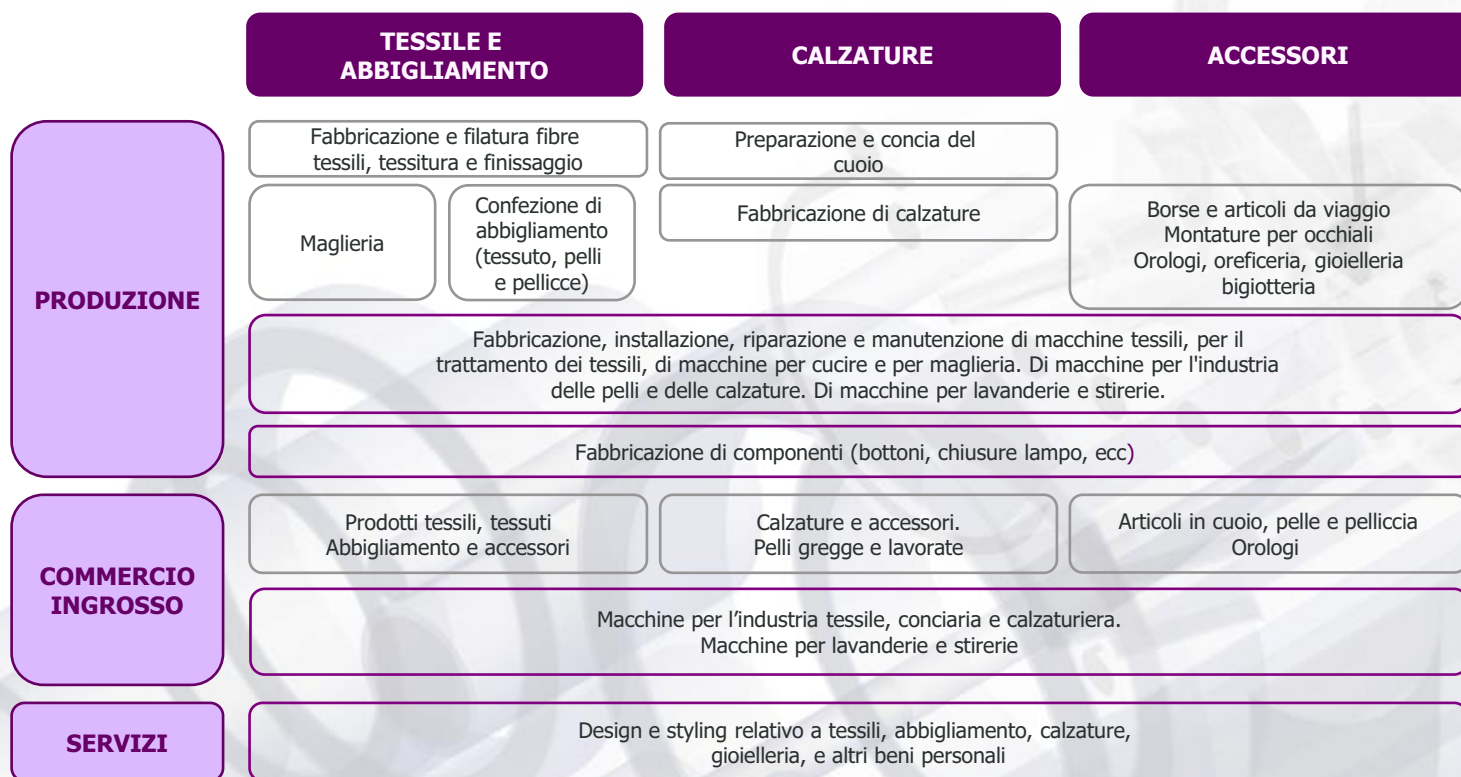 TESSILE E
ABBIGLIAMENTO
CALZATURE
ACCESSORI
PRODUZIONE
Fabbricazione e filatura fibre
tessili, tessitura e finissaggio
Preparazione e concia del
cuoio
Maglieria
Confezione di
abbigliamento
(tessuto, pelli
e pellicce)
Fabbricazione di calzature
Borse e articoli da viaggio
Montature per occhiali
Orologi, oreficeria, gioielleria
bigiotteria
Fabbricazione, installazione, riparazione e manutenzione di macchine tessili, per il
trattamento dei tessili, di macchine per cucire e per maglieria. Di macchine per l'industria
delle pelli e delle calzature. Di macchine per lavanderie e stirerie.
Fabbricazione di componenti (bottoni, chiusure lampo, ecc)
COMMERCIO
INGROSSO
Prodotti tessili, tessuti
Abbigliamento e accessori
Calzature e accessori.
Pelli gregge e lavorate
Articoli in cuoio, pelle e pelliccia
Orologi
Macchine per l’industria tessile, conciaria e calzaturiera.
Macchine per lavanderie e stirerie
SERVIZI
Design e styling relativo a tessili, abbigliamento, calzature,
gioielleria, e altri beni personali